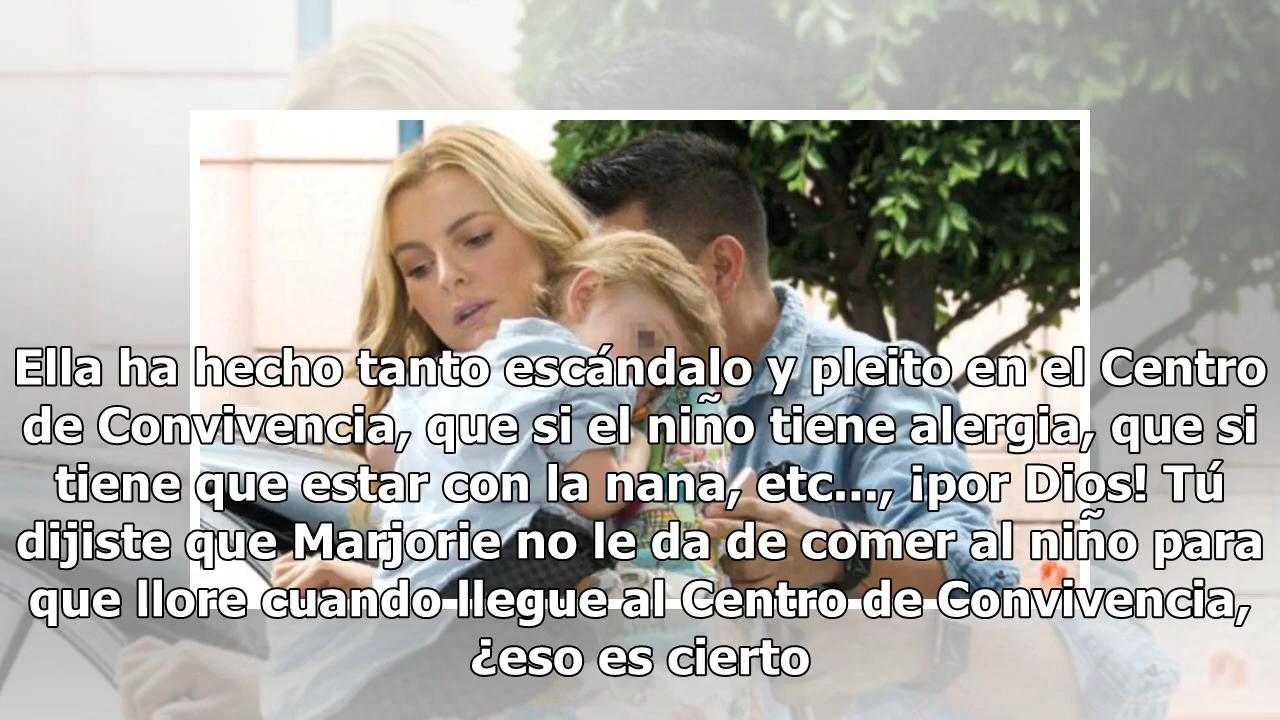 Ella ha hecho tanto escándalo y pleito en el Centro
de Convivencia, que si el niño tiene alergia, que si
tiene que estar con la nana, etc..., ¡por Dios! Tú
dijiste que Marjorie no le da de comer al niño para
que llore cuando llegue al Centro de Convivencia,
¿eso es cierto